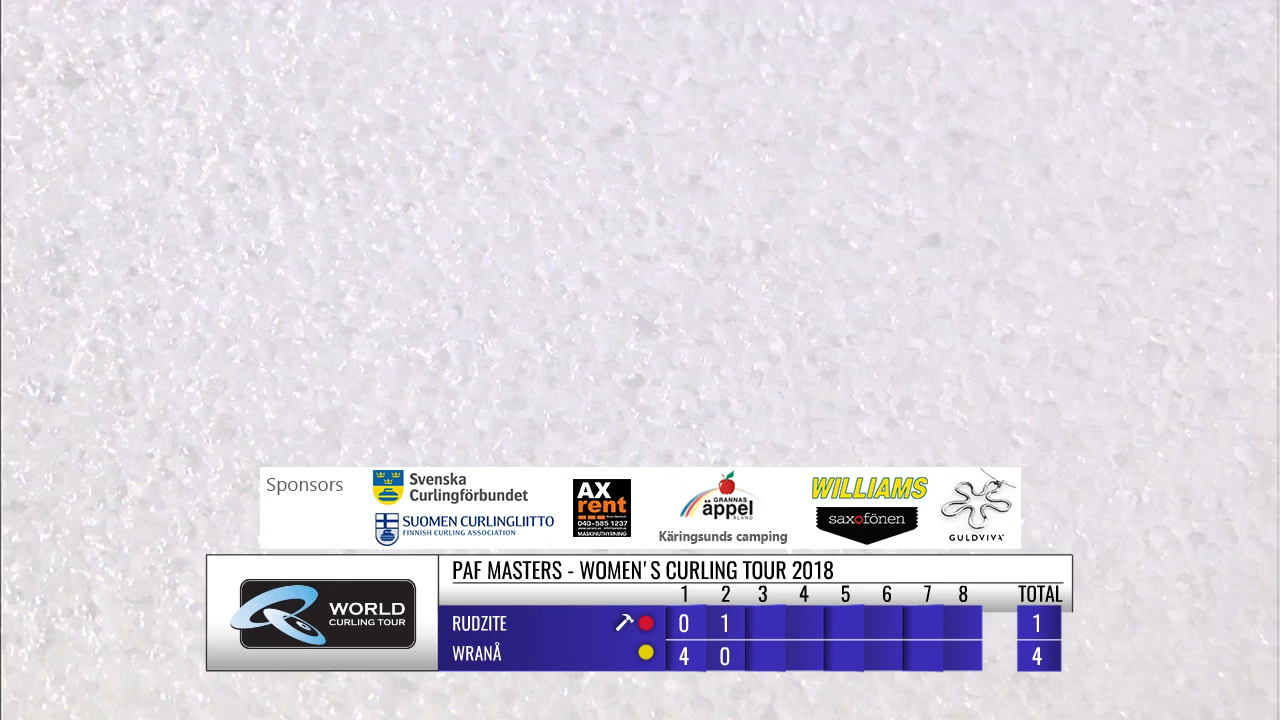 Sponsors
Svenska
Curlingförbundet
SUOMEN CURLINGLIITTO
FINNISH CURLING ASSOCIATION
AX
rent
040-585 1237
MASKINUTHYRNING
GRANNAS
äppel
ÅLAND
Käringsunds camping
WILLIAMS
saxofönen
GULDVIVA
PAF MASTERS - WOMEN'S CURLING TOUR 2018
1 2 3 4 5 6 7 8 TOTAL
WORLD
CURLING TOUR
RUDZITE 0 1 1
WRANÅ 4 0 4